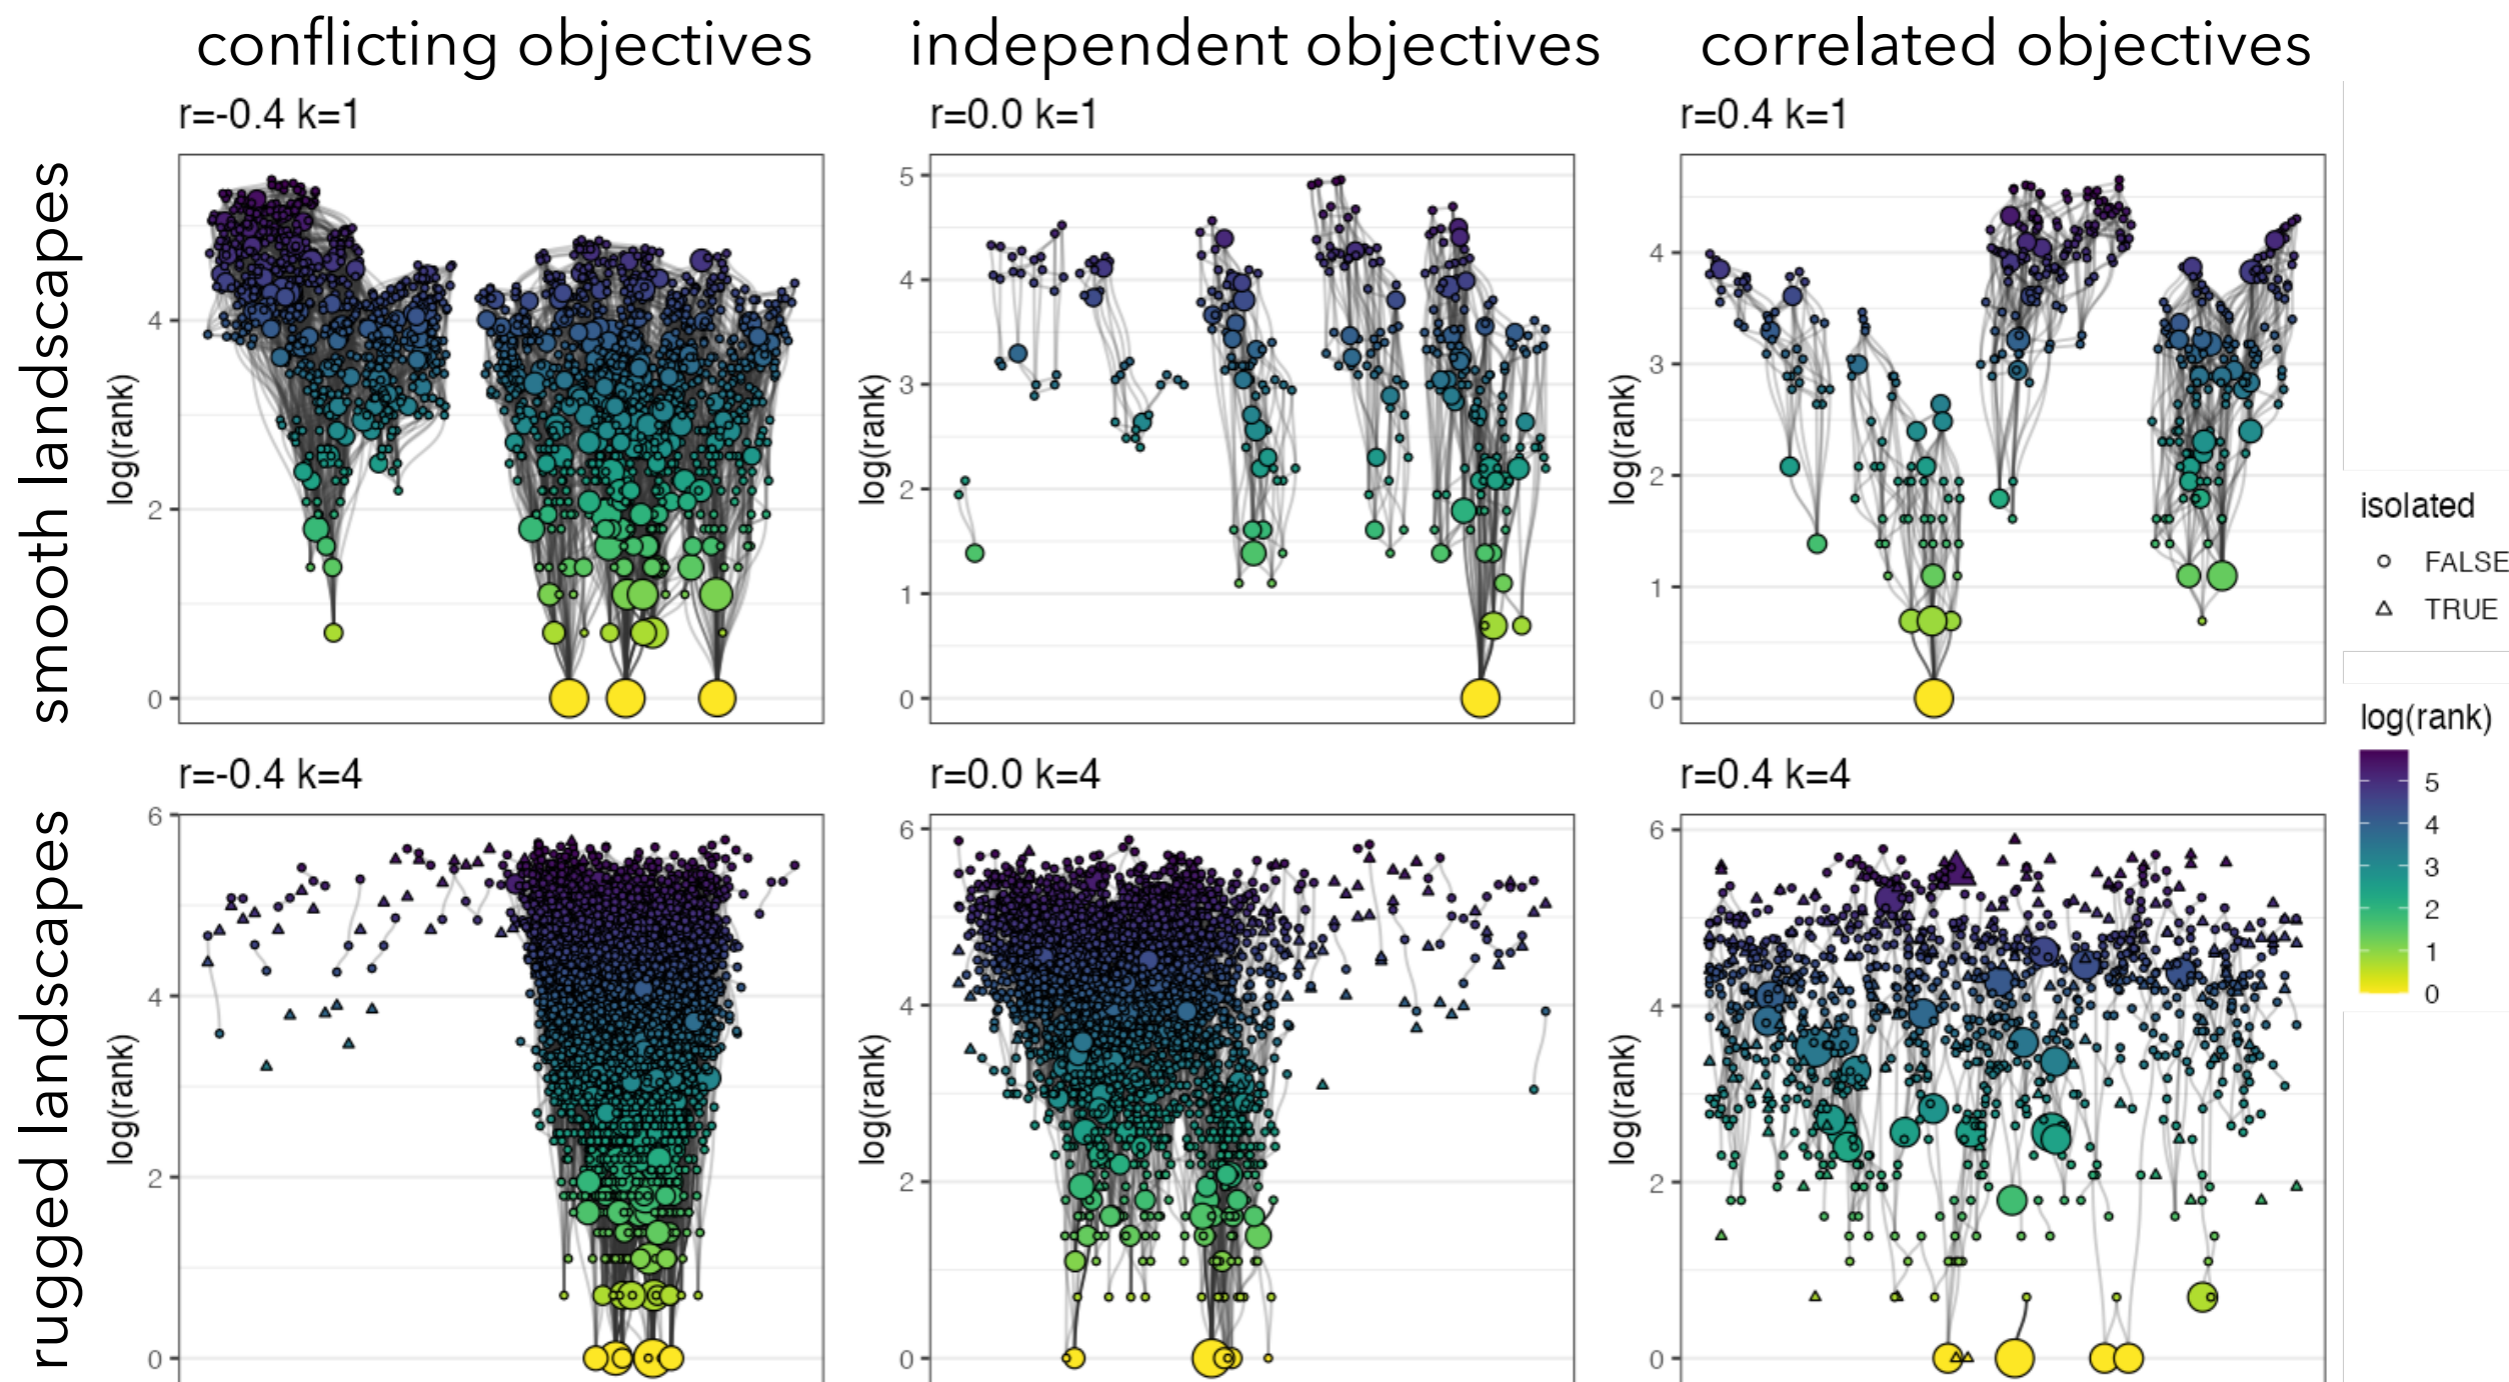 conflicting objectives
independent objectives
correlated objectives
smooth landscapes
r=-0.4 k=1
log(rank)
4
2
0
r=0.0 k=1
log(rank)
5
4
3
2
1
0
r=0.4 k=1
log(rank)
4
3
2
1
0
rugged landscapes
r=-0.4 k=4
log(rank)
6
4
2
0
r=0.0 k=4
log(rank)
6
4
2
0
r=0.4 k=4
log(rank)
6
4
2
0
isolated
FALSE
TRUE
log(rank)
5
4
3
2
1
0